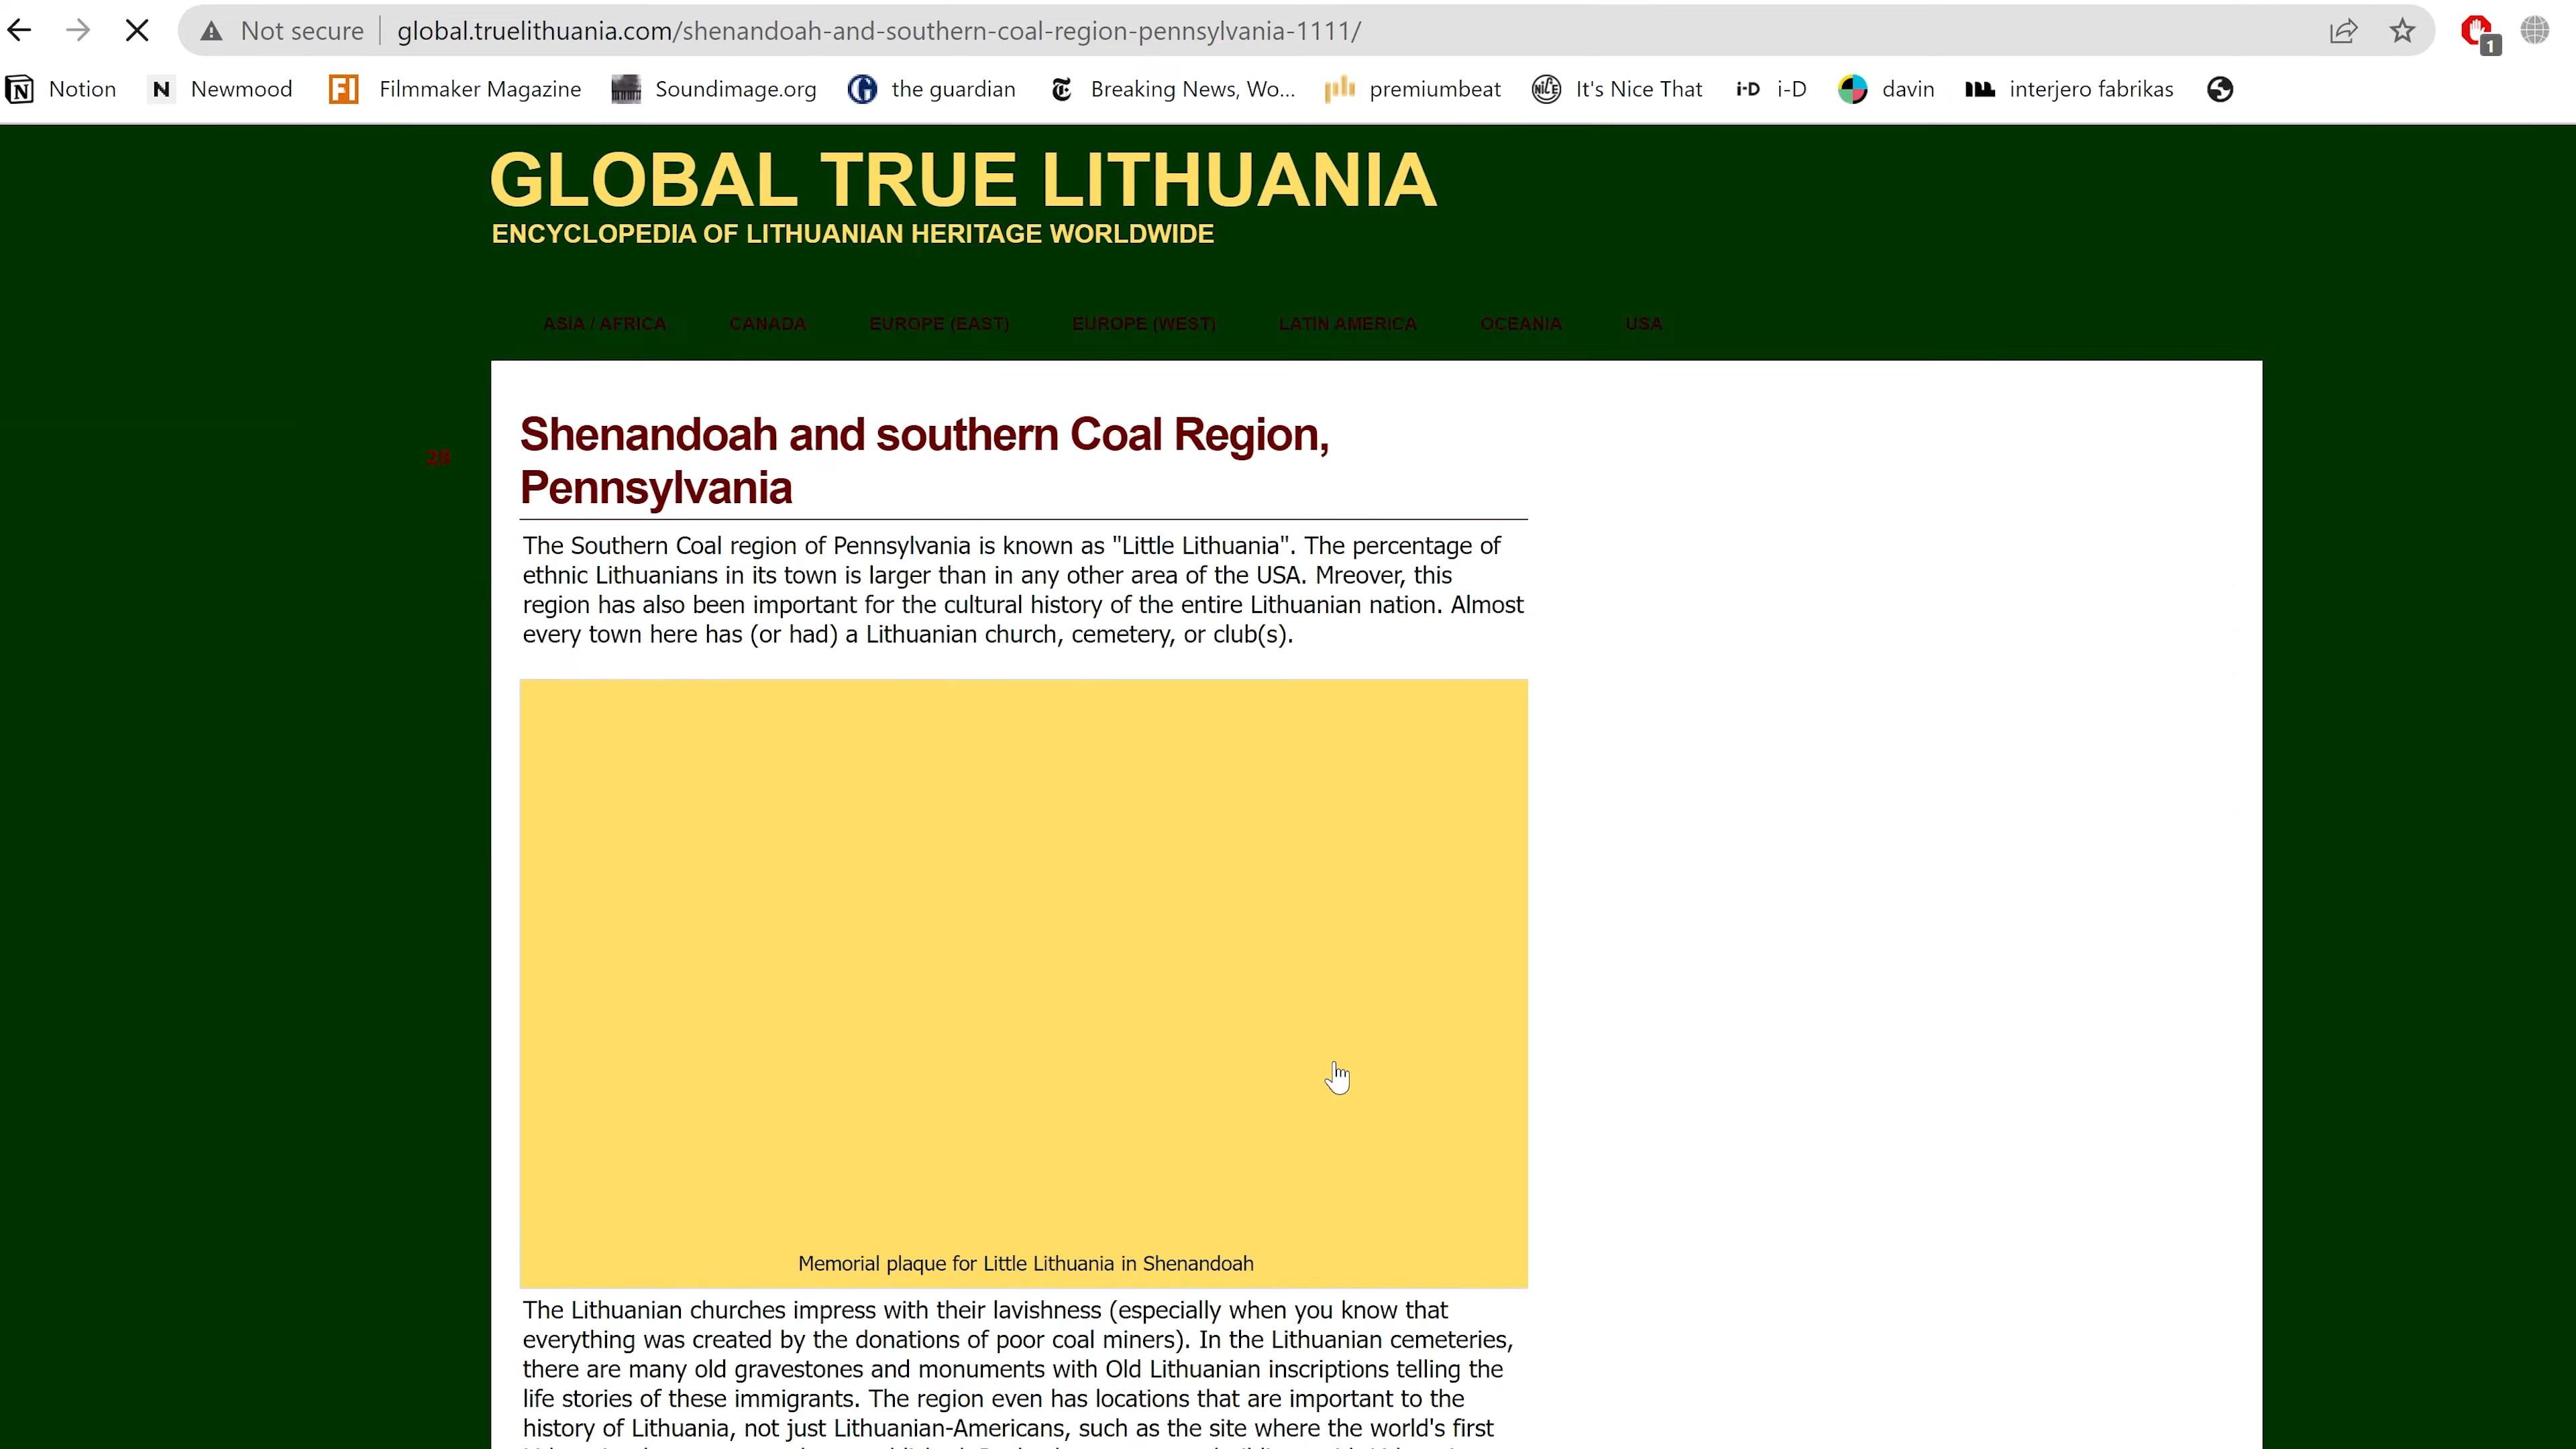 Not secure global.truelithuania.com/shenandoah-and-southern-coal-region-pennsylvania-1111/
1
Notion Newmood Filmmaker Magazine Soundimage.org the guardian Breaking News, Wo... premiumbeat It's Nice That i-D i-D davin interjero fabrikas
GLOBAL TRUE LITHUANIA
ENCYCLOPEDIA OF LITHUANIAN HERITAGE WORLDWIDE
ASIA / AFRICA CANADA EUROPE (EAST) EUROPE (WEST) LATIN AMERICA OCEANIA USA
28
Shenandoah and southern Coal Region,
Pennsylvania
The Southern Coal region of Pennsylvania is known as "Little Lithuania". The percentage of
ethnic Lithuanians in its town is larger than in any other area of the USA. Mreover, this
region has also been important for the cultural history of the entire Lithuanian nation. Almost
every town here has (or had) a Lithuanian church, cemetery, or club(s).
Memorial plaque for Little Lithuania in Shenandoah
The Lithuanian churches impress with their lavishness (especially when you know that
everything was created by the donations of poor coal miners). In the Lithuanian cemeteries,
there are many old gravestones and monuments with Old Lithuanian inscriptions telling the
life stories of these immigrants. The region even has locations that are important to the
history of Lithuania, not just Lithuanian-Americans, such as the site where the world's first